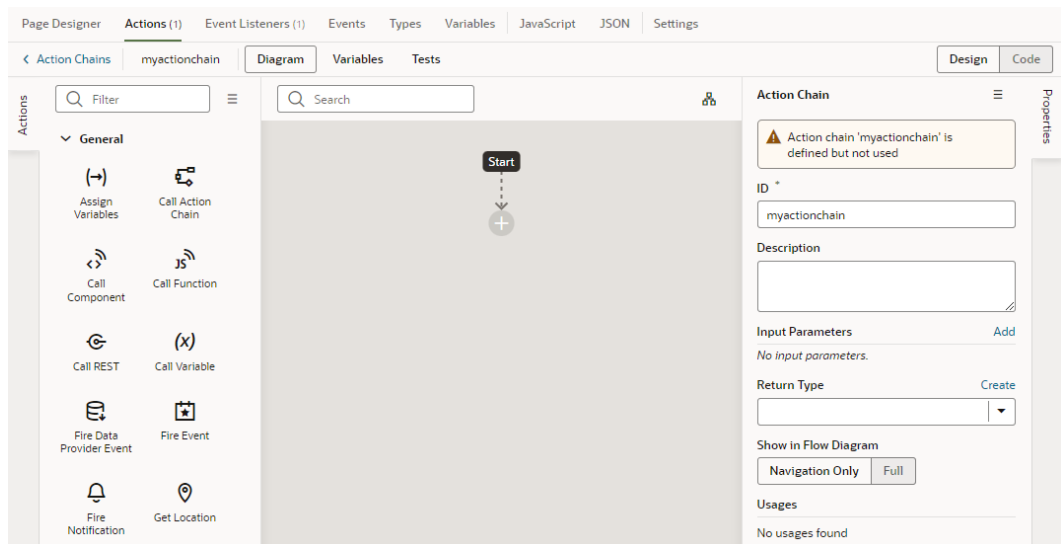 Page Designer Actions (1) Event Listeners (1) Events Types Variables JavaScript JSON Settings
Action Chains myactionchain Diagram Variables Tests Design Code
Actions
Filter
General
(→)
Assign
Variables
Call Action
Chain
Call
Component
JS
Call Function
Call REST
(x)
Call Variable
Fire Data
Provider Event
Fire Event
Fire
Notification
Get Location
Search
Start
Action Chain
Action chain 'myactionchain' is
defined but not used
ID *
myactionchain
Description
Input Parameters Add
No input parameters.
Return Type Create
Show in Flow Diagram
Navigation Only Full
Usages
No usages found
Properties